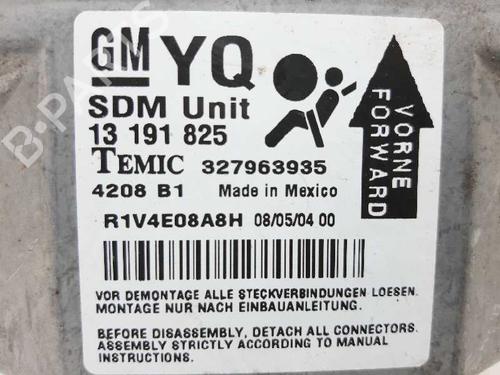 GM YQ
SDM Unit
13 191 825
TEMIC 327963935
4208 B1 Made in Mexico
R1V4E08A8H 08/05/04 00
VORNE
FORWARD
VOR DEMONTAGE ALLE STECKVERBINDUNGEN LOESEN.
MONTAGE NUR NACH EINBAUANLEITUNG.
BEFORE DISASSEMBLY, DETACH ALL CONNECTORS.
ASSEMBLY STRICTLY ACCORDING TO MANUAL
INSTRUCTIONS.
B-PARTS